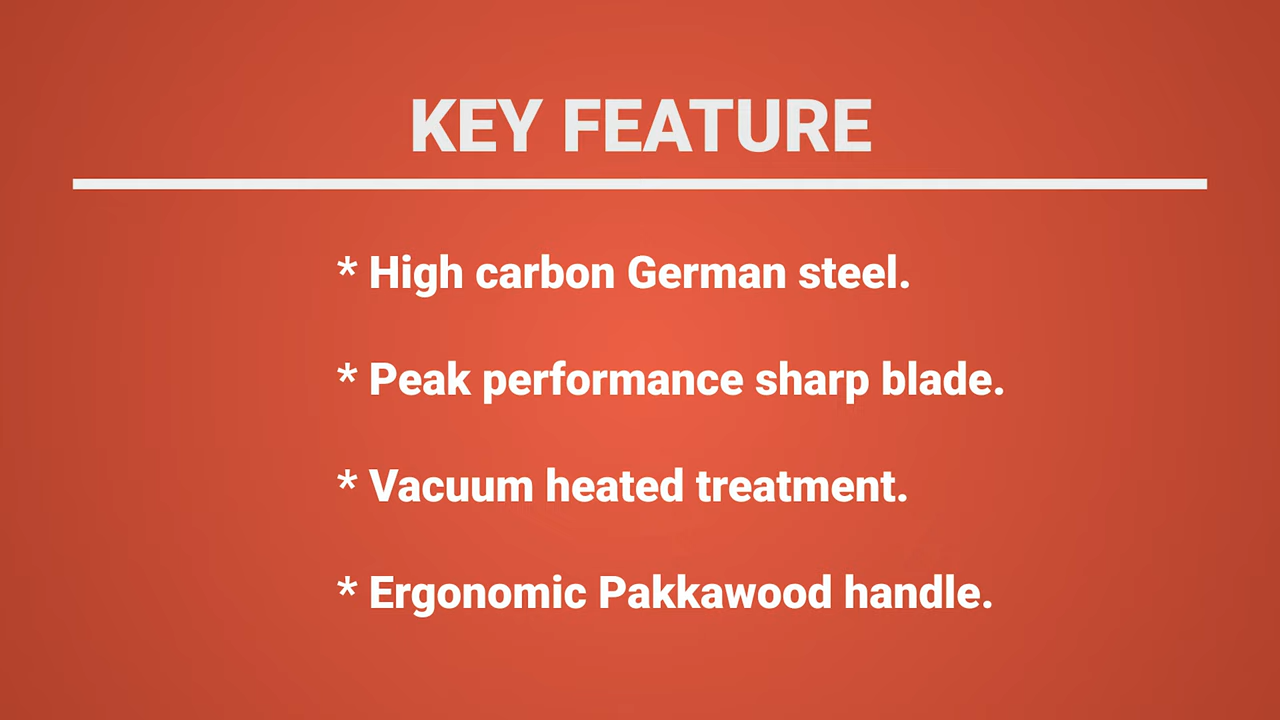 KEY FEATURE
* High carbon German steel.
* Peak performance sharp blade.
* Vacuum heated treatment.
* Ergonomic Pakkawood handle.